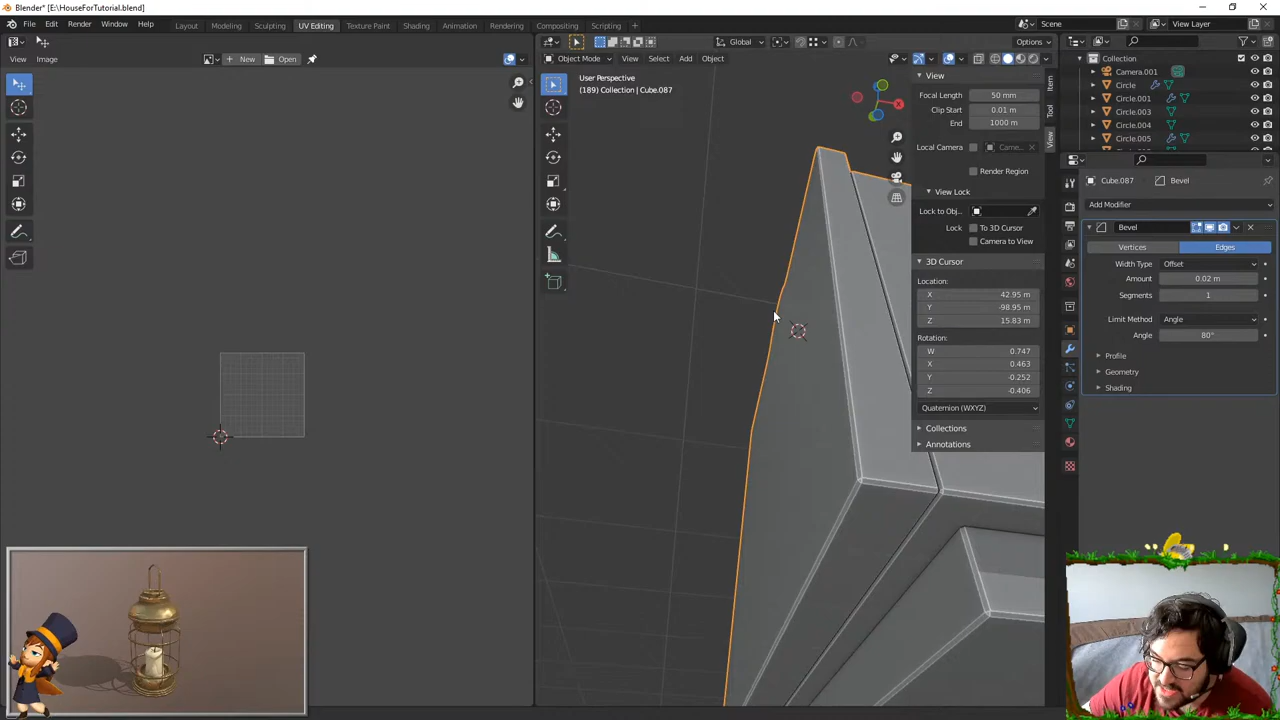 Blender* [E:\HouseForTutorial.blend]
File Edit Render Window Help Layout Modeling Sculpting UV Editing Texture Paint Shading Animation Rendering Compositing Scripting Scene View Layer
Global Options
View Image New Open Object Mode View Select Add Object
User Perspective
(189) Collection | Cube.087
View
Focal Length 50 mm
Clip Start 0.01 m
End 1000 m
Local Camera Came...
Render Region
View Lock
Lock to Obj...
Lock To 3D Cursor
Camera to View
3D Cursor
Location:
X 42.95 m
Y -98.95 m
Z 15.83 m
Rotation:
W 0.747
X 0.463
Y -0.252
Z -0.406
Quaternion (WXYZ)
Collections
Annotations
Item
Tool
View
Collection
Camera.001
Circle
Circle.001
Circle.003
Circle.004
Circle.005
Cube.087 Bevel
Add Modifier
Bevel
Vertices Edges
Width Type Offset
Amount 0.02 m
Segments 1
Limit Method Angle
Angle 80°
Profile
Geometry
Shading